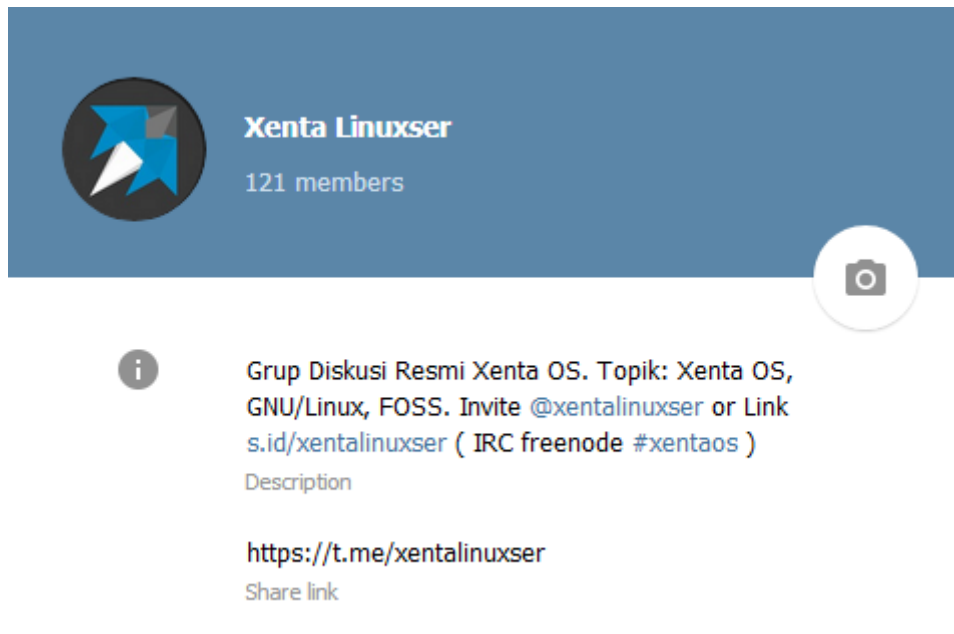 Xenta Linuxser
121 members
Grup Diskusi Resmi Xenta OS. Topik: Xenta OS,
GNU/Linux, FOSS. Invite @xentalinuxser or Link
s.id/xentalinuxser ( IRC freenode #xentaos )
Description
https://t.me/xentalinuxser
Share link